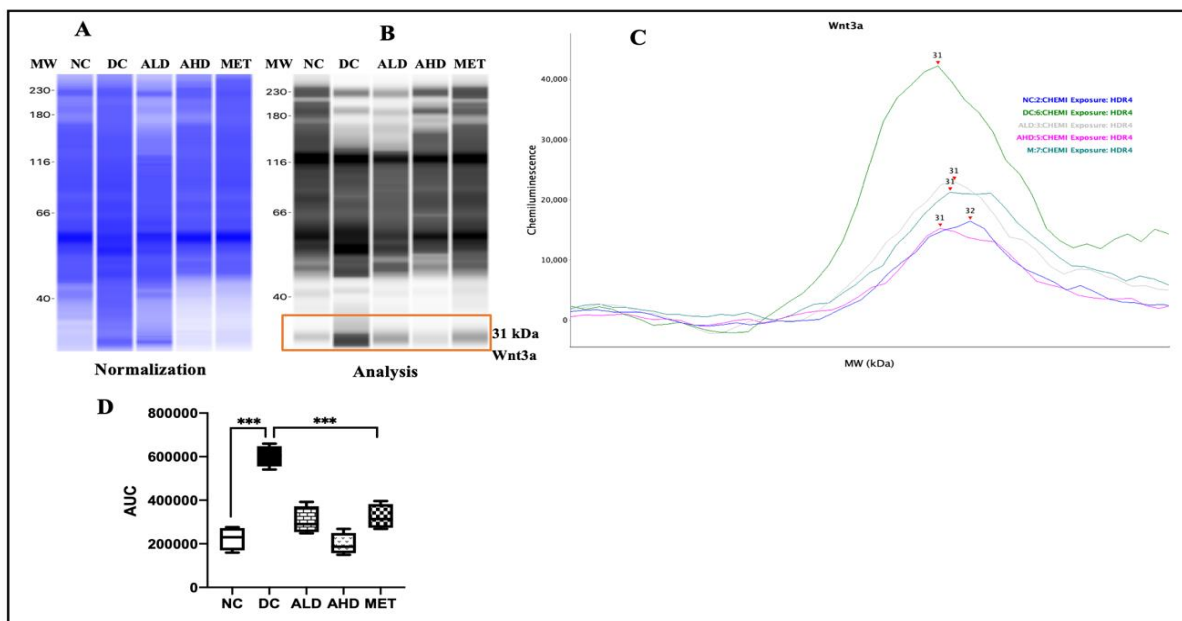 A
MW NC DC ALD AHD MET
230-
180-
116-
66-
40-
Normalization
B
MW NC DC ALD AHD MET
230-
180-
116-
66-
40-
31 kDa
Wnt3a
Analysis
C
Wnt3a
40,000
30,000
20,000
10,000
0
Chemiluminescence
31
31
31
31
32
NC:2:CHEMI Exposure: HDR4
DC:6:CHEMI Exposure: HDR4
ALD:3:CHEMI Exposure: HDR4
AHD:5:CHEMI Exposure: HDR4
M:7:CHEMI Exposure: HDR4
MW (kDa)
D
800000
600000
400000
200000
0
AUC
*** ***
NC DC ALD AHD MET